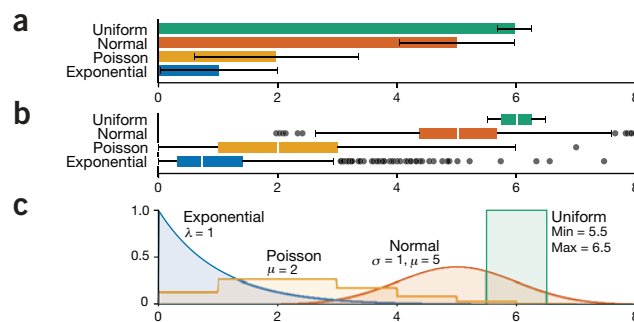 a
Uniform
Normal
Poisson
Exponential
0 2 4 6 8
b
Uniform
Normal
Poisson
Exponential
0 2 4 6 8
c
1.0
0.5
0
Exponential
λ = 1
Poisson
μ = 2
Normal
σ = 1, μ = 5
Uniform
Min = 5.5
Max = 6.5
0 2 4 6 8